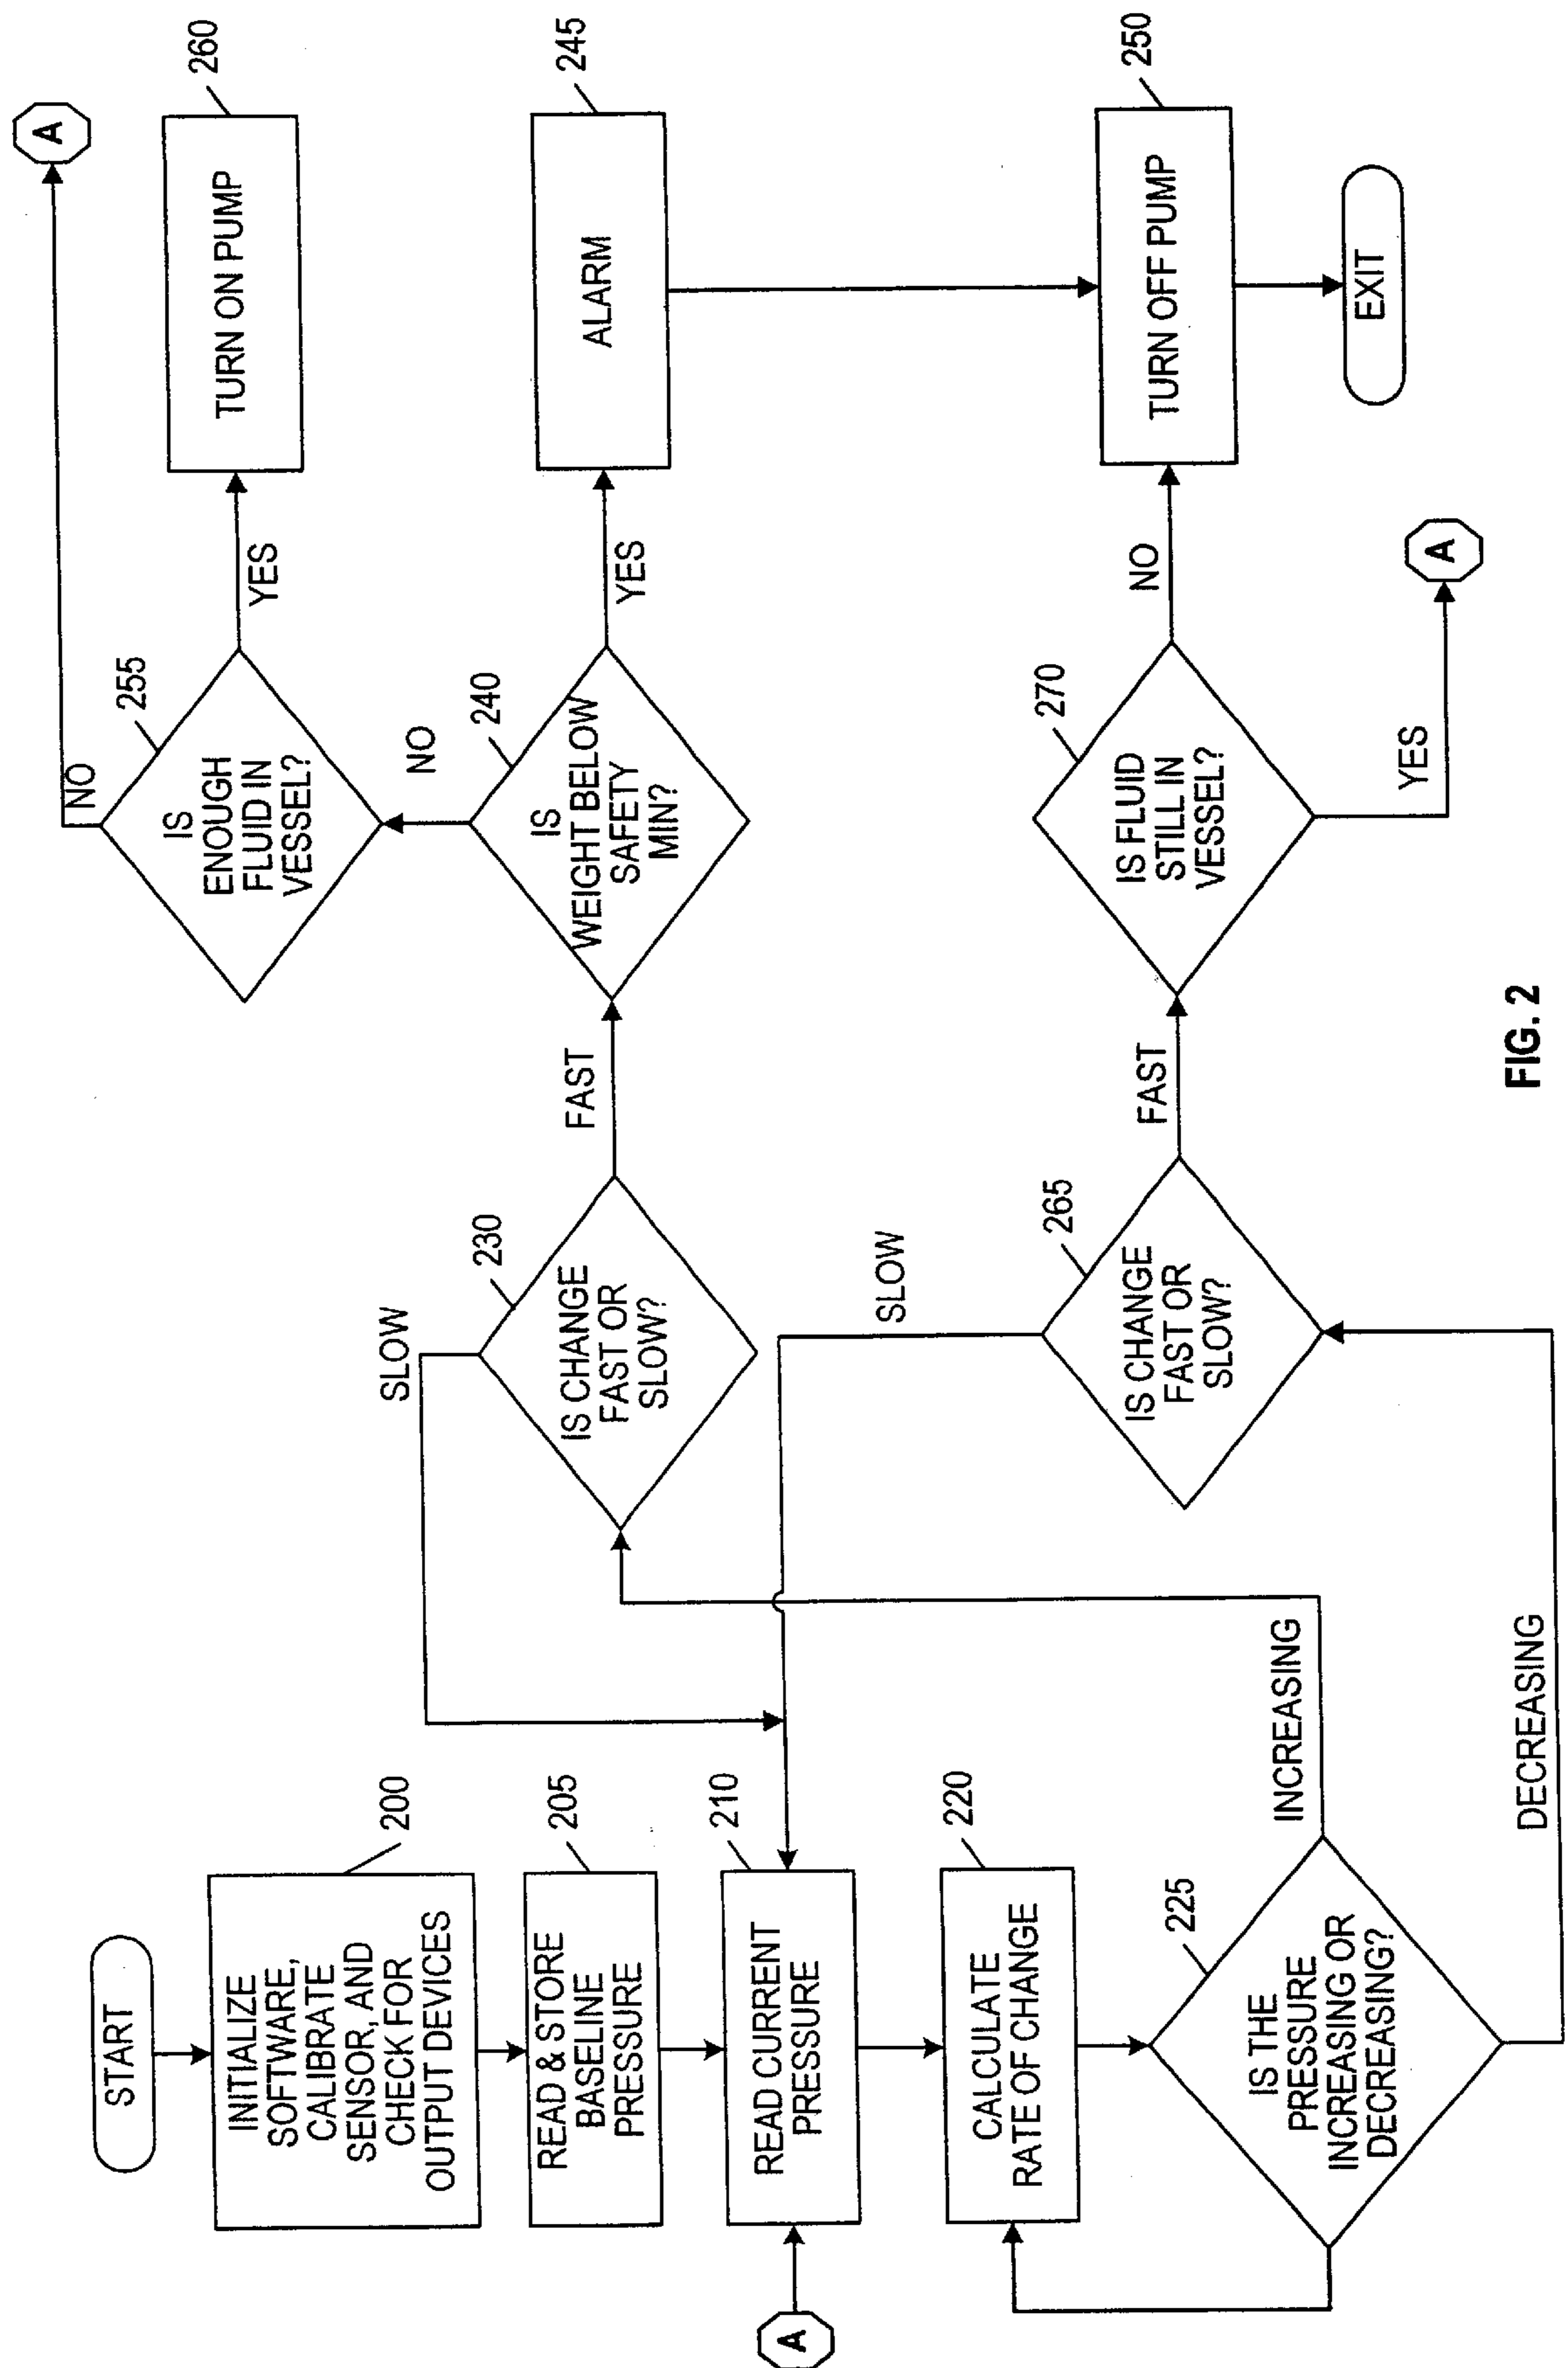 START
200
INITIALIZE
SOFTWARE,
CALIBRATE
SENSOR, AND
CHECK FOR
OUTPUT DEVICES
205
READ & STORE
BASELINE
PRESSURE
A
210
READ CURRENT
PRESSURE
220
CALCULATE
RATE OF CHANGE
225
IS THE
PRESSURE
INCREASING OR
DECREASING?
INCREASING
DECREASING
SLOW
230
IS CHANGE
FAST OR
SLOW?
FAST
SLOW
265
IS CHANGE
FAST OR
SLOW?
FAST
NO
255
IS
ENOUGH
FLUID IN
VESSEL?
YES
NO
240
IS
WEIGHT BELOW
SAFETY
MIN?
YES
270
IS FLUID
STILL IN
VESSEL?
NO
YES
A
A
260
TURN ON PUMP
245
ALARM
250
TURN OFF PUMP
EXIT
FIG. 2